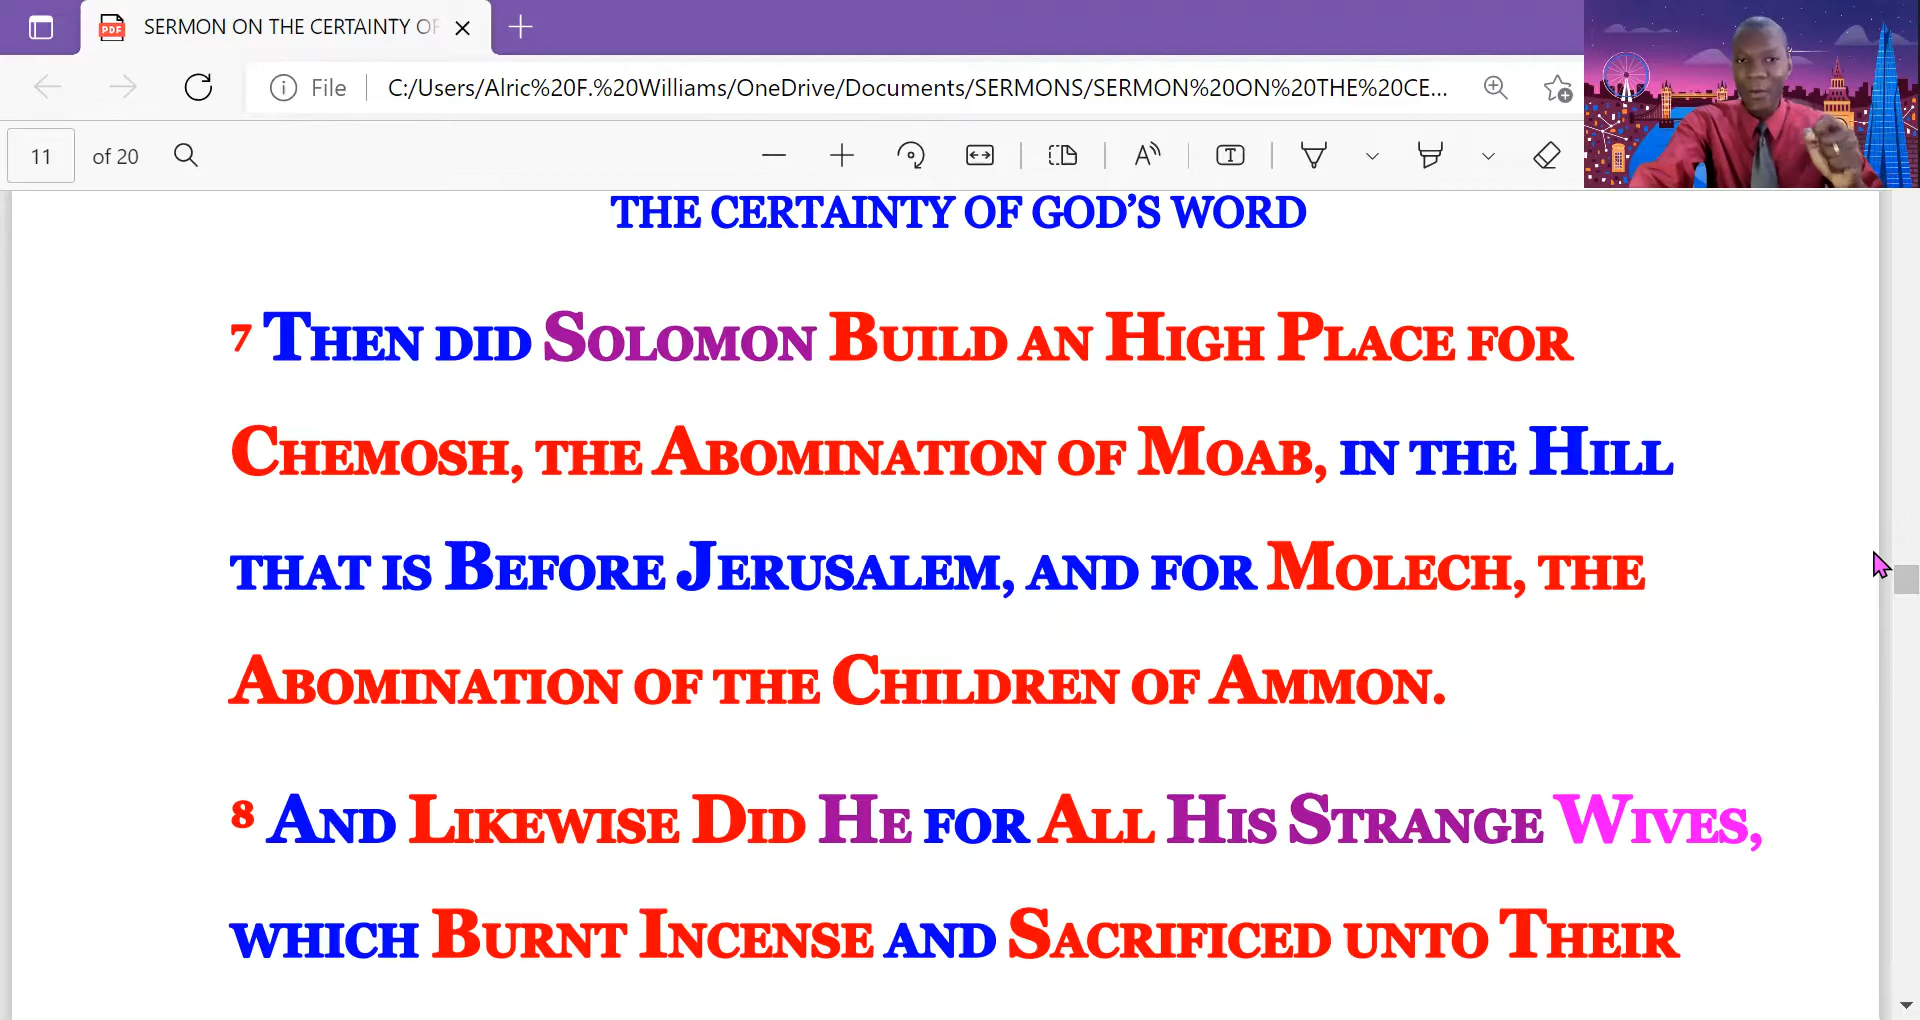 SERMON ON THE CERTAINTY OF
File C:/Users/Alric%20F.%20Williams/OneDrive/Documents/SERMONS/SERMON%20ON%20THE%20CE...
11 of 20
THE CERTAINTY OF GOD’S WORD
7 THEN DID SOLOMON BUILD AN HIGH PLACE FOR
CHEMOSH, THE ABOMINATION OF MOAB, IN THE HILL
THAT IS BEFORE JERUSALEM, AND FOR MOLECH, THE
ABOMINATION OF THE CHILDREN OF AMMON.
8 AND LIKEWISE DID HE FOR ALL HIS STRANGE WIVES,
WHICH BURNT INCENSE AND SACRIFICED UNTO THEIR